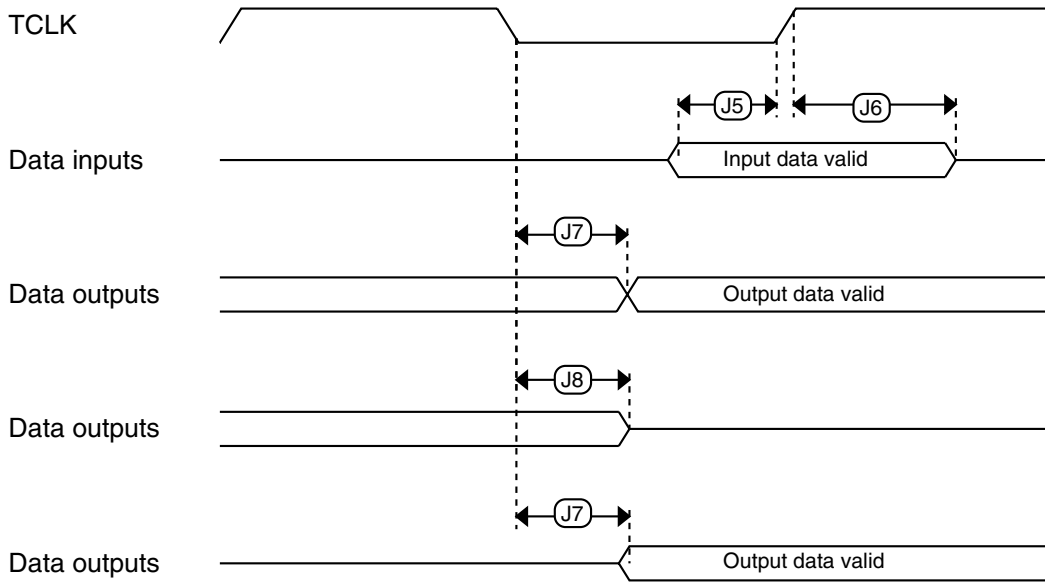 TCLK
J5
J6
Data inputs
Input data valid
J7
Data outputs
Output data valid
J8
Data outputs
J7
Data outputs
Output data valid